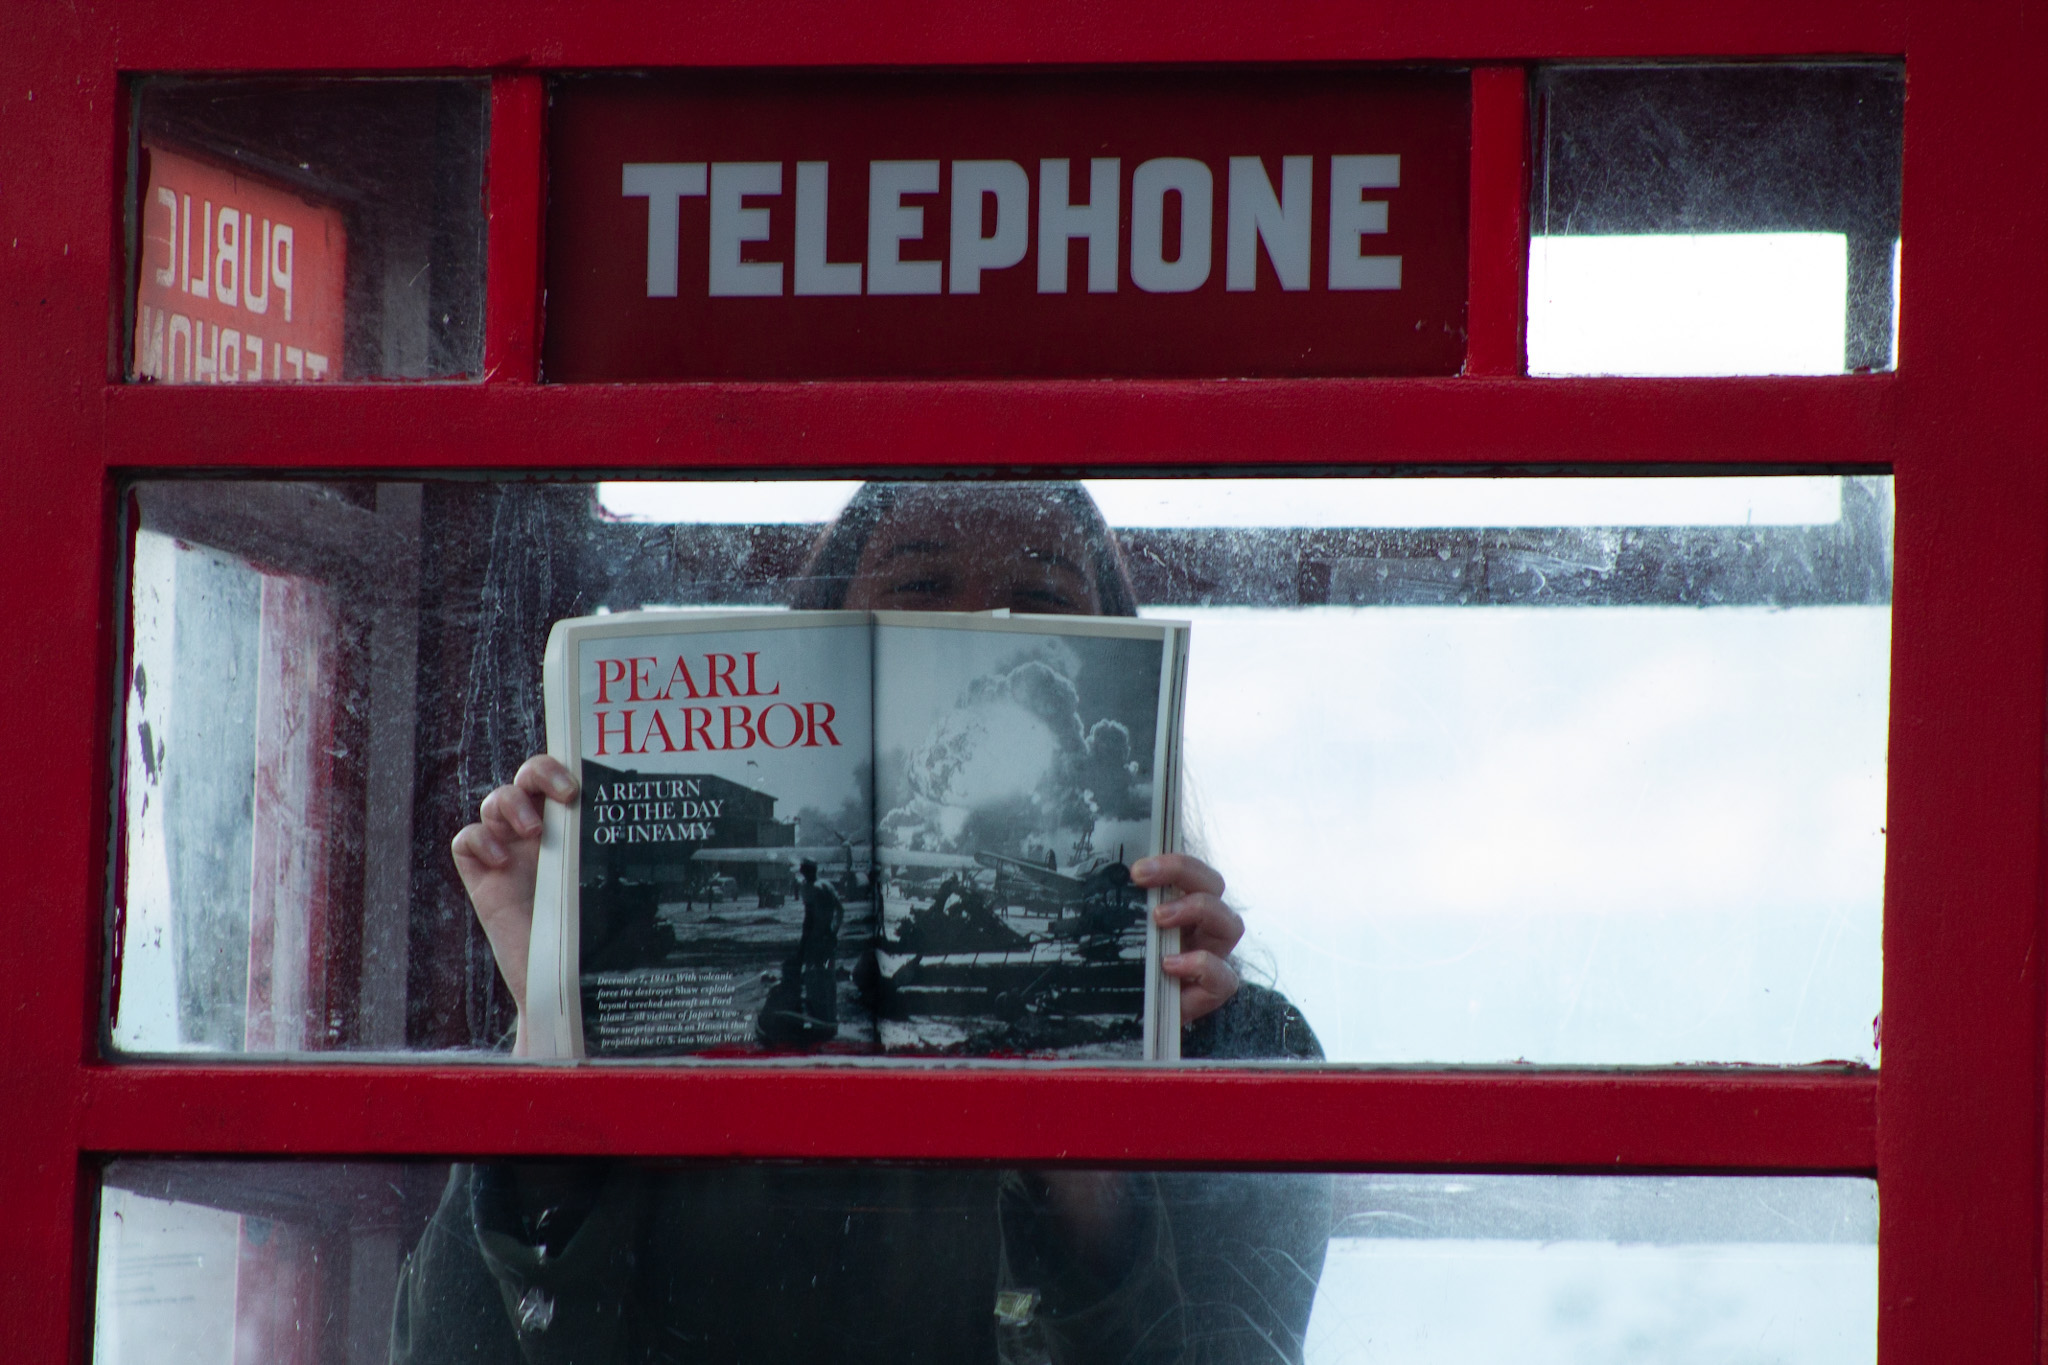 TELEPHONE
PUBLIC
TELEPHON
PEARL
HARBOR
A RETURN
TO THE DAY
OF INFAMY
December 7, 1941: With volcanic
force the destroyer Shaw explodes
beyond wrecked aircraft on Ford
Island—all victims of Japan's two-
hour surprise attack on Hawaii that
propelled the U.S. into World War II.